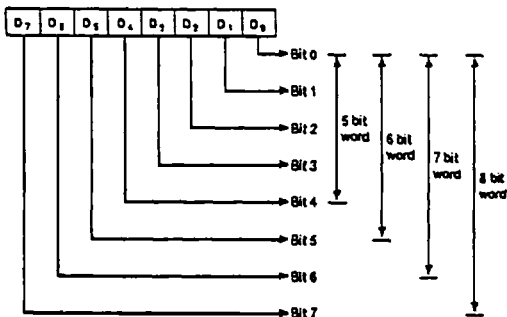 D₇ D₆ D₅ D₄ D₃ D₂ D₁ D₀
Bit 0
Bit 1
Bit 2
Bit 3
Bit 4
Bit 5
Bit 6
Bit 7
5 bit
word
6 bit
word
7 bit
word
8 bit
word